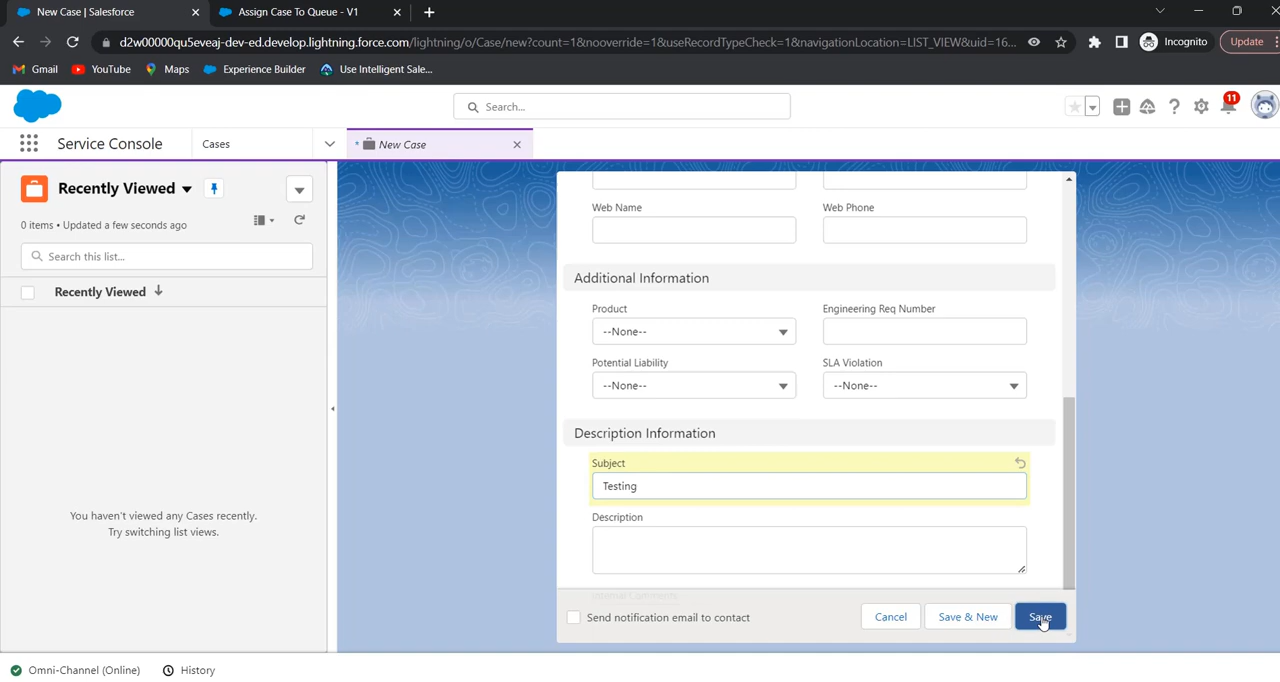 New Case | Salesforce
Assign Case To Queue - V1
d2w00000qu5eveaj-dev-ed.develop.lightning.force.com/lightning/o/Case/new?count=1&nooverride=1&useRecordTypeCheck=1&navigationLocation=LIST_VIEW&uid=16...
Incognito
Update
Gmail
YouTube
Maps
Experience Builder
Use Intelligent Sale...
Search...
11
Service Console
Cases
* New Case
Recently Viewed
0 items • Updated a few seconds ago
Search this list...
Recently Viewed
You haven't viewed any Cases recently.
Try switching list views.
Web Name
Web Phone
Additional Information
Product
Engineering Req Number
--None--
Potential Liability
SLA Violation
--None--
--None--
Description Information
Subject
Testing
Description
Send notification email to contact
Cancel
Save & New
Save
Omni-Channel (Online)
History